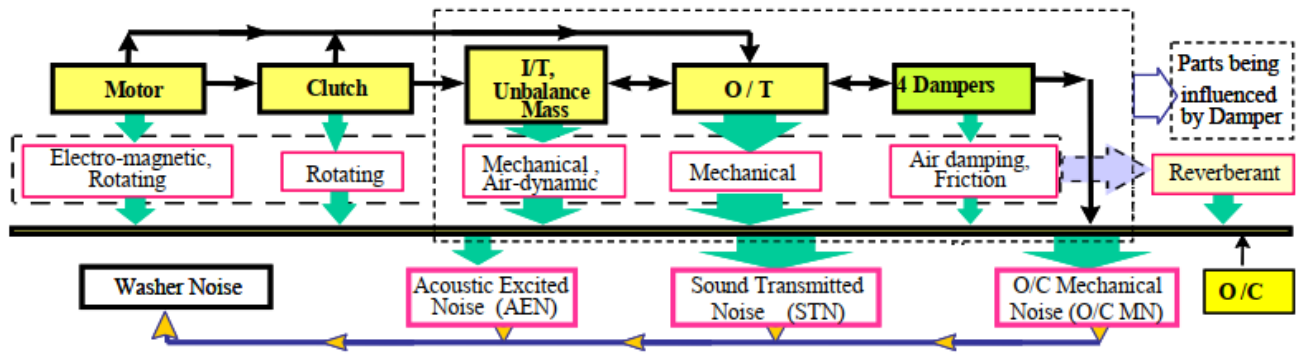 Motor
Clutch
I/T,
Unbalance
Mass
O / T
4 Dampers
Parts being
influenced
by Damper
Electro-magnetic,
Rotating
Rotating
Mechanical ,
Air-dynamic
Mechanical
Air damping,
Friction
Reverberant
Washer Noise
Acoustic Excited
Noise (AEN)
Sound Transmitted
Noise (STN)
O/C Mechanical
Noise (O/C MN)
O /C